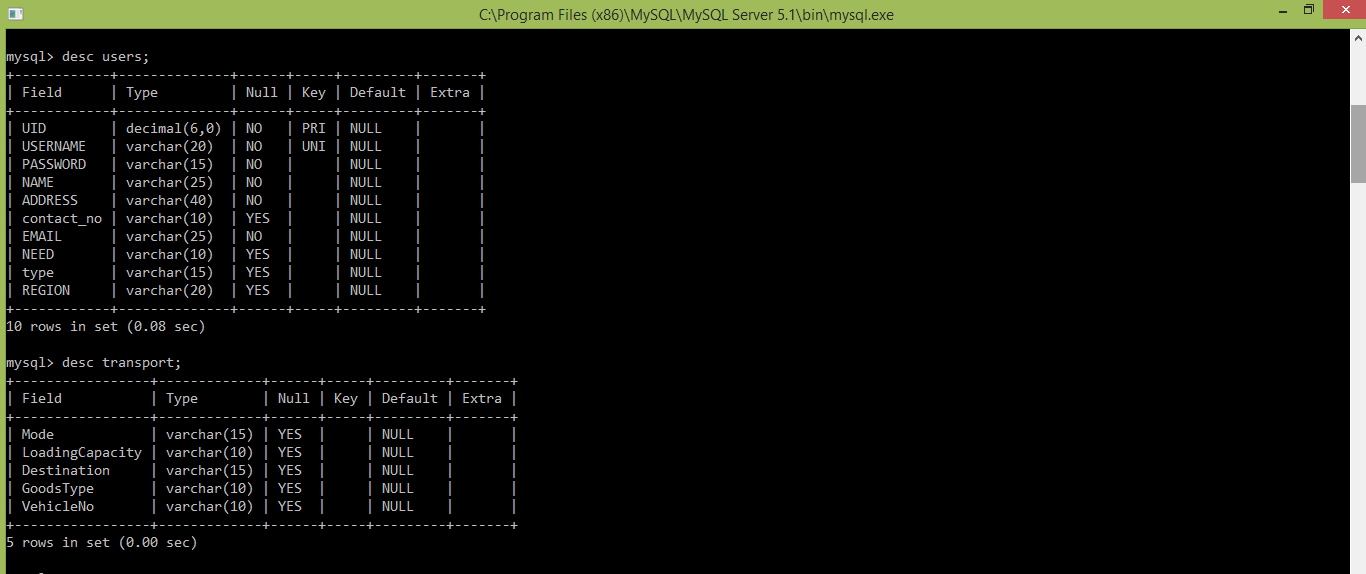 C:\Program Files (x86)\MySQL\MySQL Server 5.1\bin\mysql.exe
mysql> desc users;
+------------+--------------+------+-----+---------+-------+
| Field      | Type         | Null | Key | Default | Extra |
+------------+--------------+------+-----+---------+-------+
| UID        | decimal(6,0) | NO   | PRI | NULL    |       |
| USERNAME   | varchar(20)  | NO   | UNI | NULL    |       |
| PASSWORD   | varchar(15)  | NO   |     | NULL    |       |
| NAME       | varchar(25)  | NO   |     | NULL    |       |
| ADDRESS    | varchar(40)  | NO   |     | NULL    |       |
| contact_no | varchar(10)  | YES  |     | NULL    |       |
| EMAIL      | varchar(25)  | NO   |     | NULL    |       |
| NEED       | varchar(10)  | YES  |     | NULL    |       |
| type       | varchar(15)  | YES  |     | NULL    |       |
| REGION     | varchar(20)  | YES  |     | NULL    |       |
+------------+--------------+------+-----+---------+-------+
10 rows in set (0.08 sec)
mysql> desc transport;
+-----------------+-------------+------+-----+---------+-------+
| Field           | Type        | Null | Key | Default | Extra |
+-----------------+-------------+------+-----+---------+-------+
| Mode            | varchar(15) | YES  |     | NULL    |       |
| LoadingCapacity | varchar(10) | YES  |     | NULL    |       |
| Destination     | varchar(15) | YES  |     | NULL    |       |
| GoodsType       | varchar(10) | YES  |     | NULL    |       |
| VehicleNo       | varchar(10) | YES  |     | NULL    |       |
+-----------------+-------------+------+-----+---------+-------+
5 rows in set (0.00 sec)